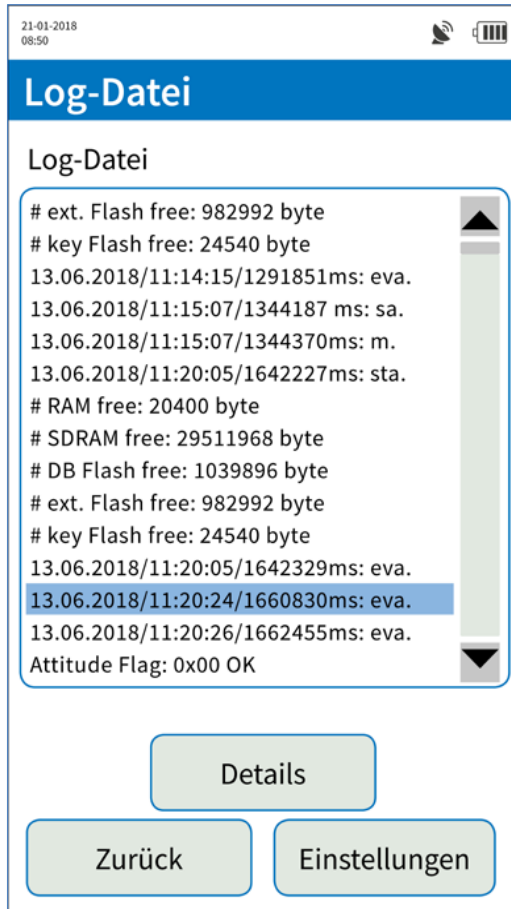 21-01-2018
08:50
Log-Datei
Log-Datei
# ext. Flash free: 982992 byte
# key Flash free: 24540 byte
13.06.2018/11:14:15/1291851ms: eva.
13.06.2018/11:15:07/1344187 ms: sa.
13.06.2018/11:15:07/1344370ms: m.
13.06.2018/11:20:05/1642227ms: sta.
# RAM free: 20400 byte
# SDRAM free: 29511968 byte
# DB Flash free: 1039896 byte
# ext. Flash free: 982992 byte
# key Flash free: 24540 byte
13.06.2018/11:20:05/1642329ms: eva.
13.06.2018/11:20:24/1660830ms: eva.
13.06.2018/11:20:26/1662455ms: eva.
Attitude Flag: 0x00 OK
Details
Zurück
Einstellungen